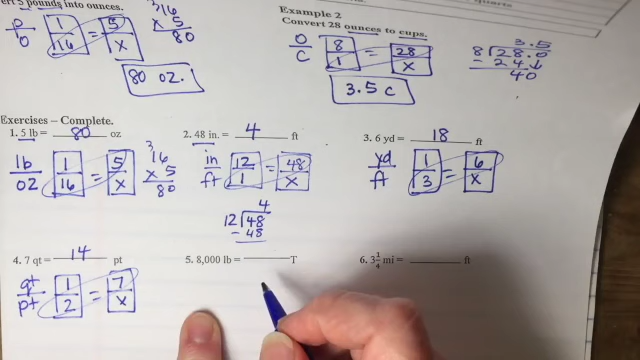 ert 5 pounds into ounces.
p 1 = 5 16
o 16 x x 5
80
80 oz.
Example 2
Convert 28 ounces to cups.
O 8 = 28
C 1 x
3.5 c
3.5
8 28.0
- 24
40
Exercises – Complete.
1. 5 lb = 80 oz
lb 1 = 5 3 16
oz 16 x x 5
80
2. 48 in. = 4 ft
in 12 = 48
ft 1 x
4
12 48
- 48
3. 6 yd = 18 ft
yd 1 = 6
ft 3 x
4. 7 qt = 14 pt
qt 1 = 7
pt 2 x
5. 8,000 lb = ______ T
6. 3 1/4 mi = ______ ft